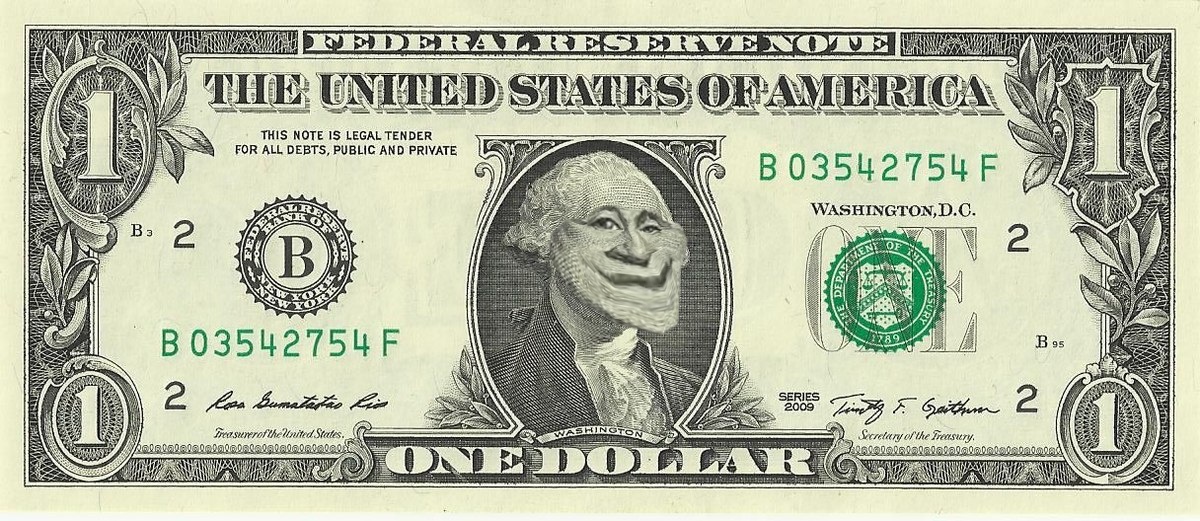 FEDERAL RESERVE NOTE
THE UNITED STATES OF AMERICA
1
1
THIS NOTE IS LEGAL TENDER
FOR ALL DEBTS, PUBLIC AND PRIVATE
B 03542754 F
WASHINGTON, D.C.
B 3
2
FEDERAL RESERVE
BANK OF
B
NEW YORK
NEW YORK
ONE
THE DEPARTMENT OF THE TREASURY
1789
2
B 03542754 F
B 95
2
Rosa Gumataotao Rios
Treasurer of the United States.
WASHINGTON
SERIES
2009
Timothy F. Geithner
Secretary of the Treasury.
2
1
ONE DOLLAR
1